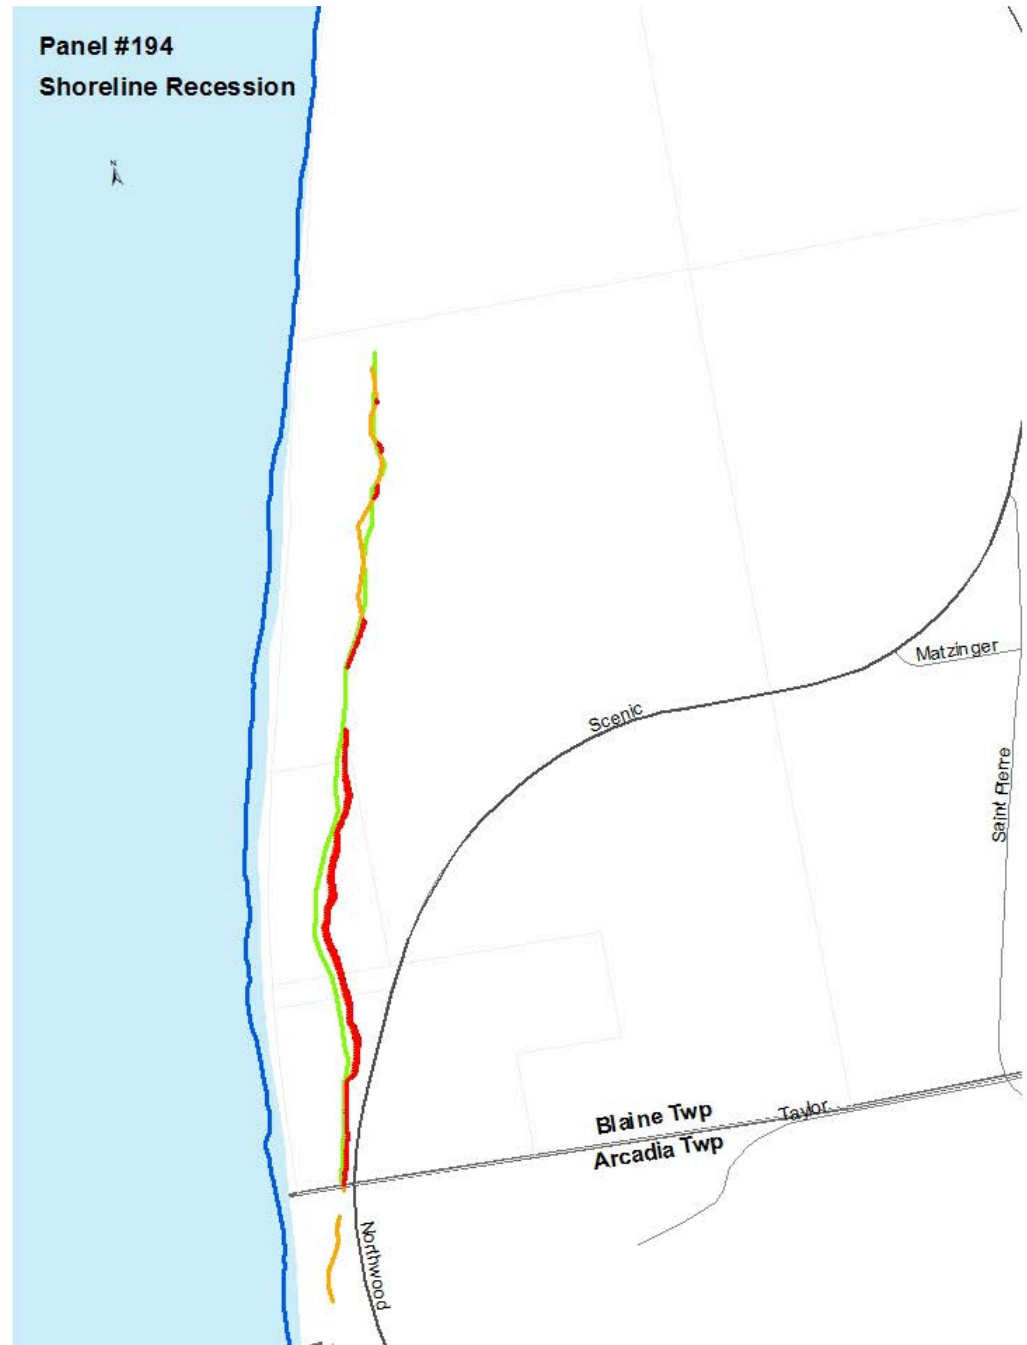 Panel #194
Shoreline Recession
N
Matzinger
Scenic
Saint Pierre
Blaine Twp
Taylor
Arcadia Twp
Northwood